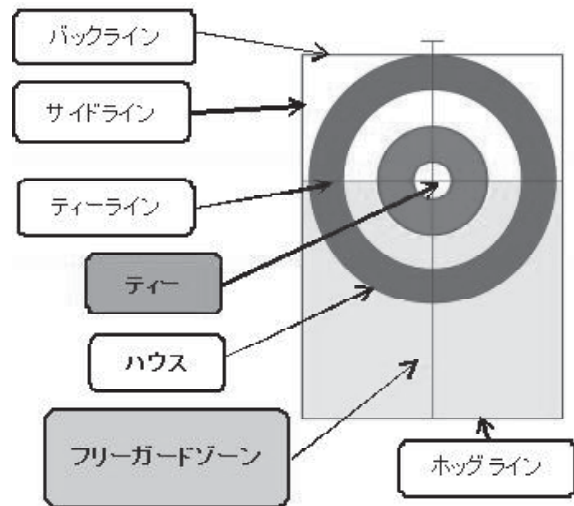 バックライン
サイドライン
ティーライン
ティー
ハウス
フリーガードゾーン
ホッグライン